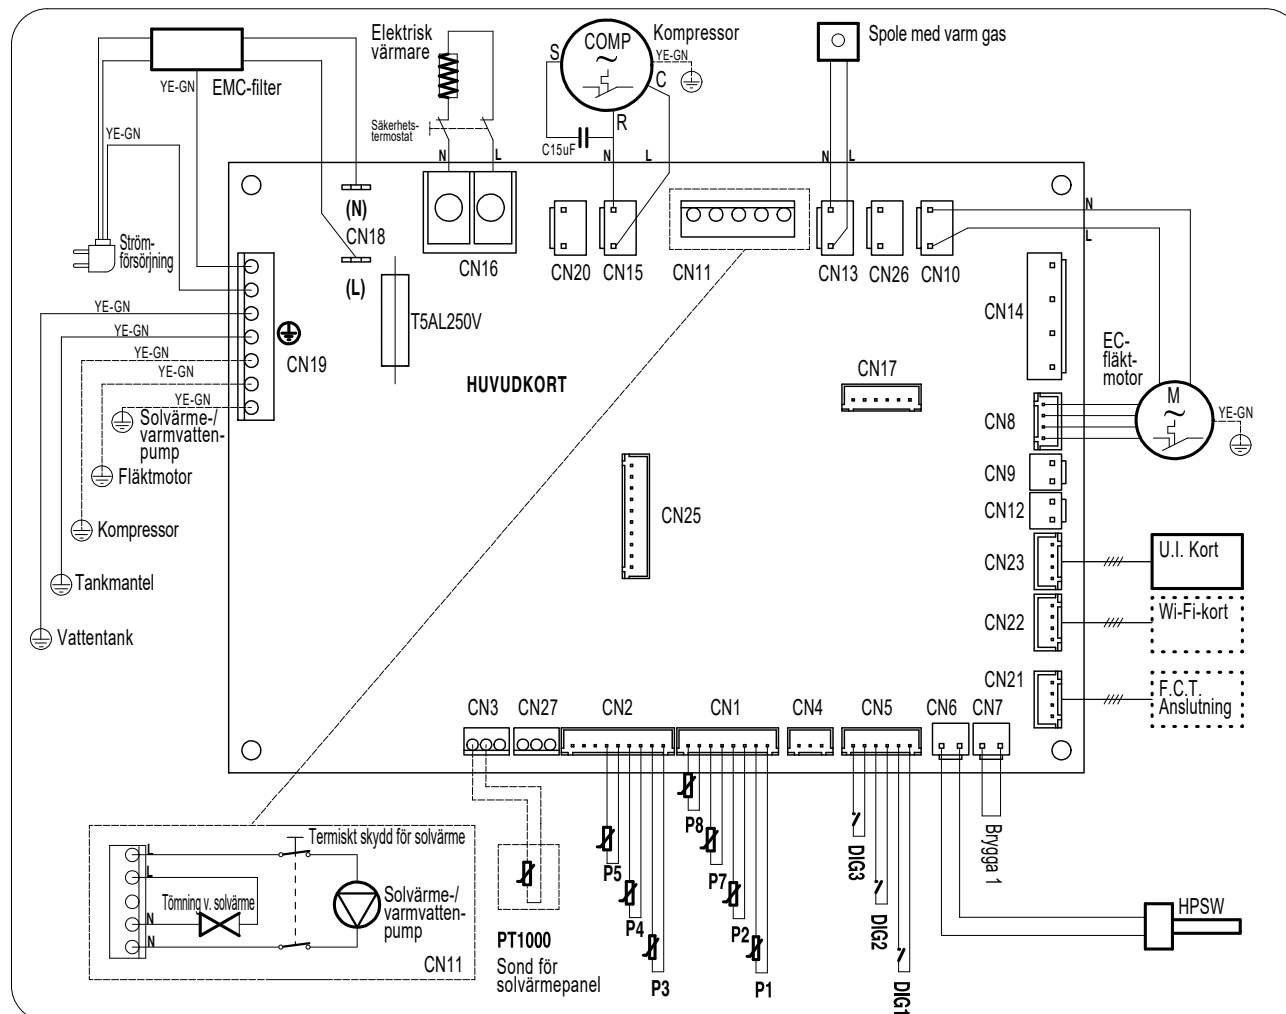 EMC-filter
YE-GN
YE-GN
Ström-
försörjning
(N)
CN18
(L)
Elektrisk
värmare
Säkerhets-
termostat
N
L
CN16
S
COMP
~
Kompressor
YE-GN
C
R
C15uF
N
L
CN20
CN15
CN11
Spole med varm gas
N
L
CN13
CN26
CN10
N
L
T5AL250V
HUVUDKORT
CN19
YE-GN
YE-GN
YE-GN
YE-GN
YE-GN
Solvärme-/
varmvatten-
pump
Fläktmotor
Kompressor
Tankmantel
Vattentank
CN17
CN25
CN14
EC-
fläkt-
motor
M
~
YE-GN
CN8
CN9
CN12
CN23
U.I. Kort
CN22
Wi-Fi-kort
CN21
F.C.T.
Anslutning
CN3
CN27
CN2
CN1
CN4
CN5
CN6
CN7
P5
P4
P3
P8
P7
P2
P1
DIG3
DIG2
DIG1
Brygga 1
HPSW
PT1000
Sond för
solvärmepanel
L
L
N
N
Termiskt skydd för solvärme
Tömning v. solvärme
Solvärme-/
varmvatten-
pump
CN11